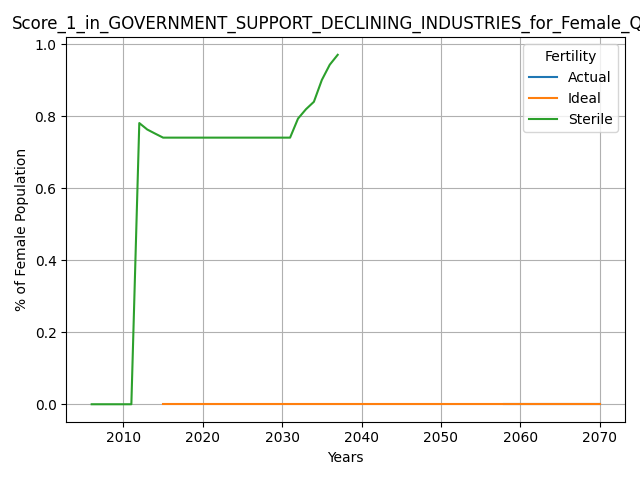 Score_1_in_GOVERNMENT_SUPPORT_DECLINING_INDUSTRIES_for_Female_Q
Fertility
Actual
Ideal
Sterile
% of Female Population
1.0
0.8
0.6
0.4
0.2
0.0
2010 2020 2030 2040 2050 2060 2070
Years